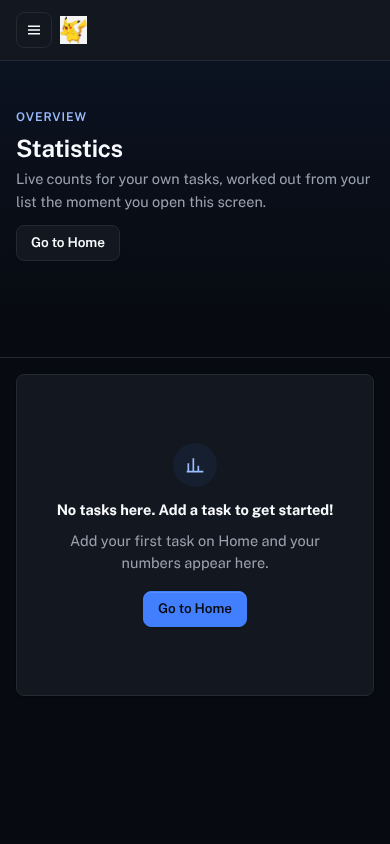 OVERVIEW
Statistics
Live counts for your own tasks, worked out from your
list the moment you open this screen.
Go to Home
No tasks here. Add a task to get started!
Add your first task on Home and your
numbers appear here.
Go to Home